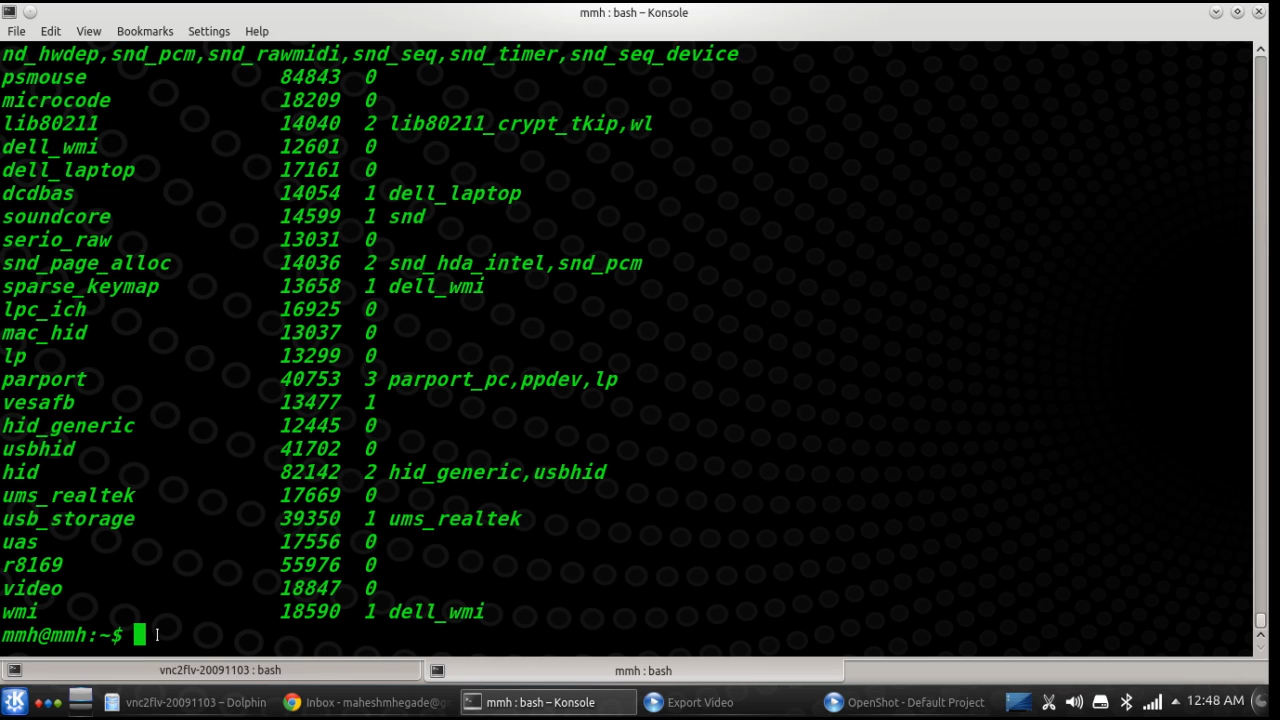 mmh : bash – Konsole
File Edit View Bookmarks Settings Help
nd_hwdep,snd_pcm,snd_rawmidi,snd_seq,snd_timer,snd_seq_device
psmouse 84843 0
microcode 18209 0
lib80211 14040 2 lib80211_crypt_tkip,wl
dell_wmi 12601 0
dell_laptop 17161 0
dcdbas 14054 1 dell_laptop
soundcore 14599 1 snd
serio_raw 13031 0
snd_page_alloc 14036 2 snd_hda_intel,snd_pcm
sparse_keymap 13658 1 dell_wmi
lpc_ich 16925 0
mac_hid 13037 0
lp 13299 0
parport 40753 3 parport_pc,ppdev,lp
vesafb 13477 1
hid_generic 12445 0
usbhid 41702 0
hid 82142 2 hid_generic,usbhid
ums_realtek 17669 0
usb_storage 39350 1 ums_realtek
uas 17556 0
r8169 55976 0
video 18847 0
wmi 18590 1 dell_wmi
mmh@mmh:~$
vnc2flv-20091103 : bash mmh : bash
vnc2flv-20091103 – Dolphin Inbox - maheshmhegade@g mmh : bash – Konsole Export Video OpenShot - Default Project 12:48 AM